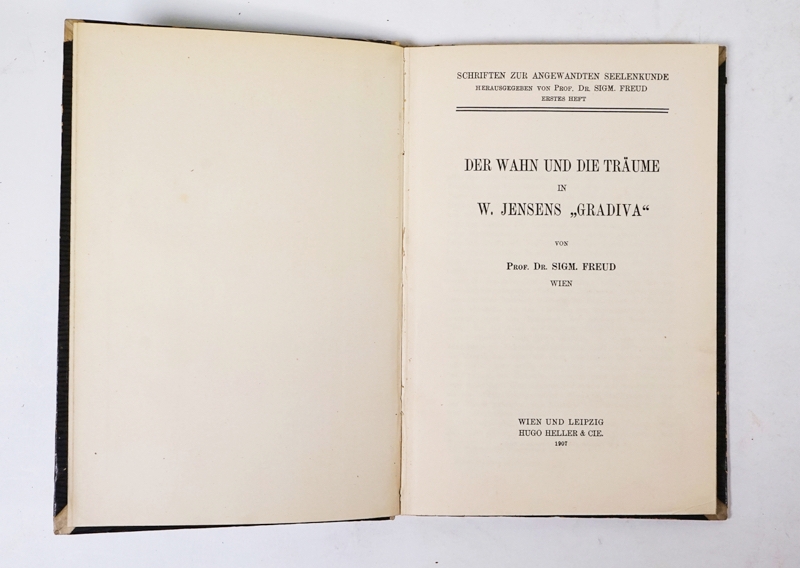 SCHRIFTEN ZUR ANGEWANDTEN SEELENKUNDE
HERAUSGEGEBEN VON PROF. DR. SIGM. FREUD
ERSTES HEFT
DER WAHN UND DIE TRÄUME
IN
W. JENSENS „GRADIVA“
VON
PROF. DR. SIGM. FREUD
WIEN
WIEN UND LEIPZIG
HUGO HELLER & CIE.
1907